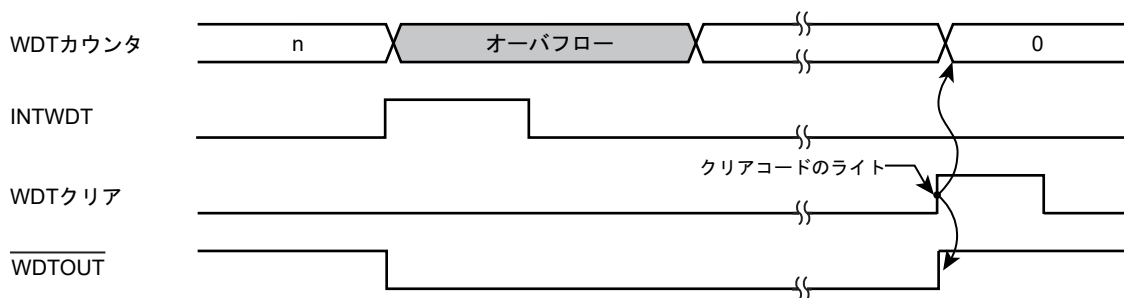 WDTカウンタ n オーバフロー 0
INTWDT
クリアコードのライト
WDTクリア
WDTOUT